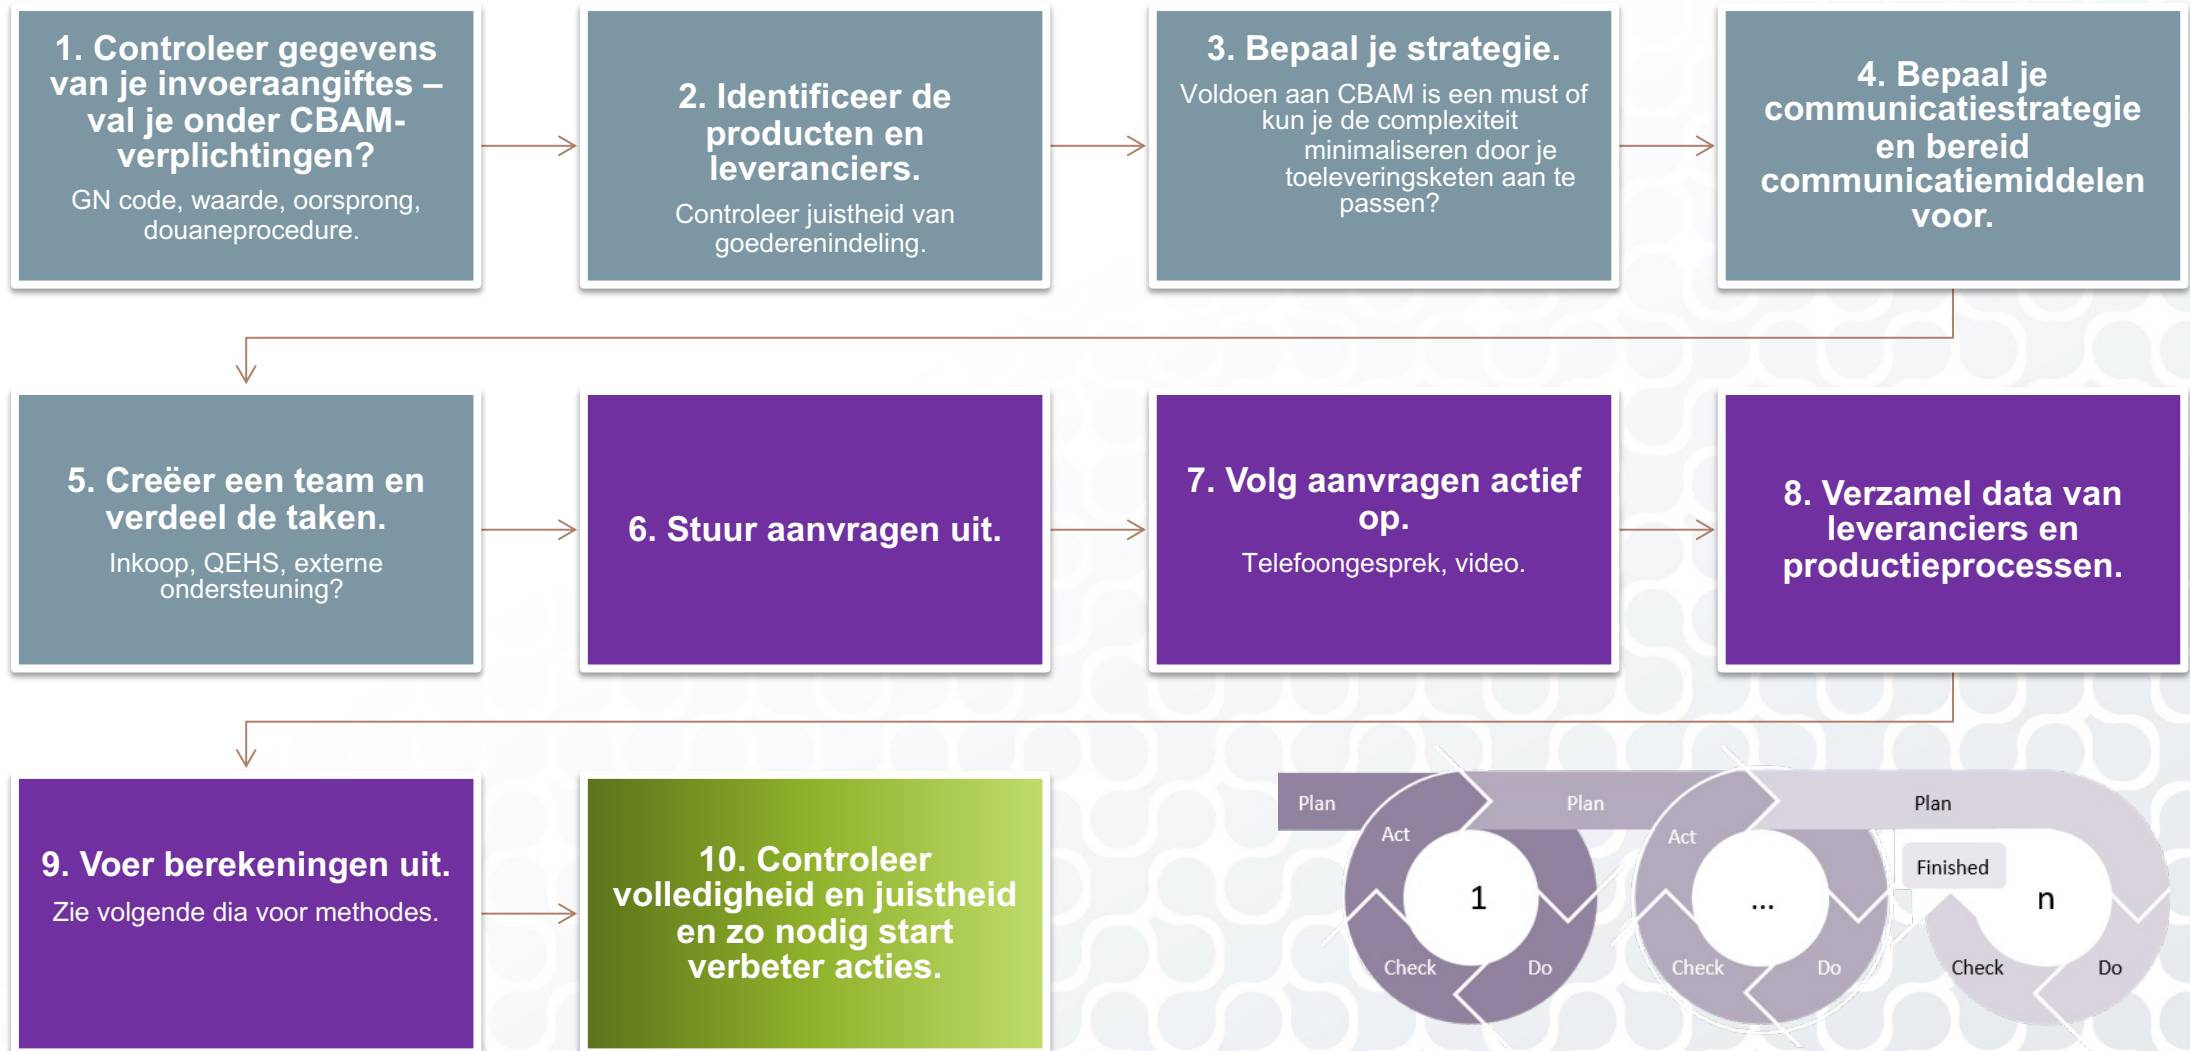 1. Controleer gegevens
van je invoeraangiftes –
val je onder CBAM-
verplichtingen?
GN code, waarde, oorsprong,
douaneprocedure.
2. Identificeer de
producten en
leveranciers.
Controleer juistheid van
goederenindeling.
3. Bepaal je strategie.
Voldoen aan CBAM is een must of
kun je de complexiteit
minimaliseren door je
toeleveringsketen aan te
passen?
4. Bepaal je
communicatiestrategie
en bereid
communicatiemiddelen
voor.
5. Creëer een team en
verdeel de taken.
Inkoop, QEHS, externe
ondersteuning?
6. Stuur aanvragen uit.
7. Volg aanvragen actief
op.
Telefoongesprek, video.
8. Verzamel data van
leveranciers en
productieprocessen.
9. Voer berekeningen uit.
Zie volgende dia voor methodes.
10. Controleer
volledigheid en juistheid
en zo nodig start
verbeter acties.
Plan
Act
1
Check
Do
Plan
Act
...
Check
Do
Plan
Finished
n
Check
Do